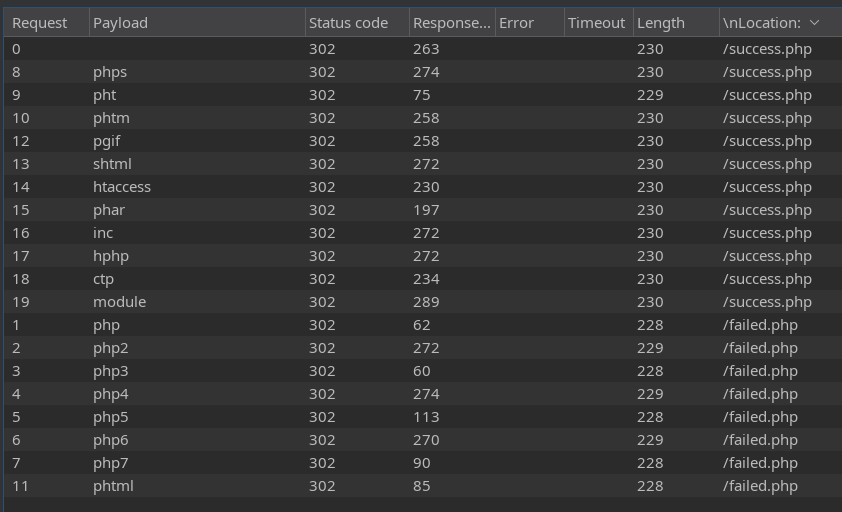 Request Payload Status code Response... Error Timeout Length \nLocation:
0 302 263 230 /success.php
8 phps 302 274 230 /success.php
9 pht 302 75 229 /success.php
10 phtm 302 258 230 /success.php
12 pgif 302 258 230 /success.php
13 shtml 302 272 230 /success.php
14 htaccess 302 230 230 /success.php
15 phar 302 197 230 /success.php
16 inc 302 272 230 /success.php
17 hphp 302 272 230 /success.php
18 ctp 302 234 230 /success.php
19 module 302 289 230 /success.php
1 php 302 62 228 /failed.php
2 php2 302 272 229 /failed.php
3 php3 302 60 228 /failed.php
4 php4 302 274 229 /failed.php
5 php5 302 113 228 /failed.php
6 php6 302 270 229 /failed.php
7 php7 302 90 228 /failed.php
11 phtml 302 85 228 /failed.php